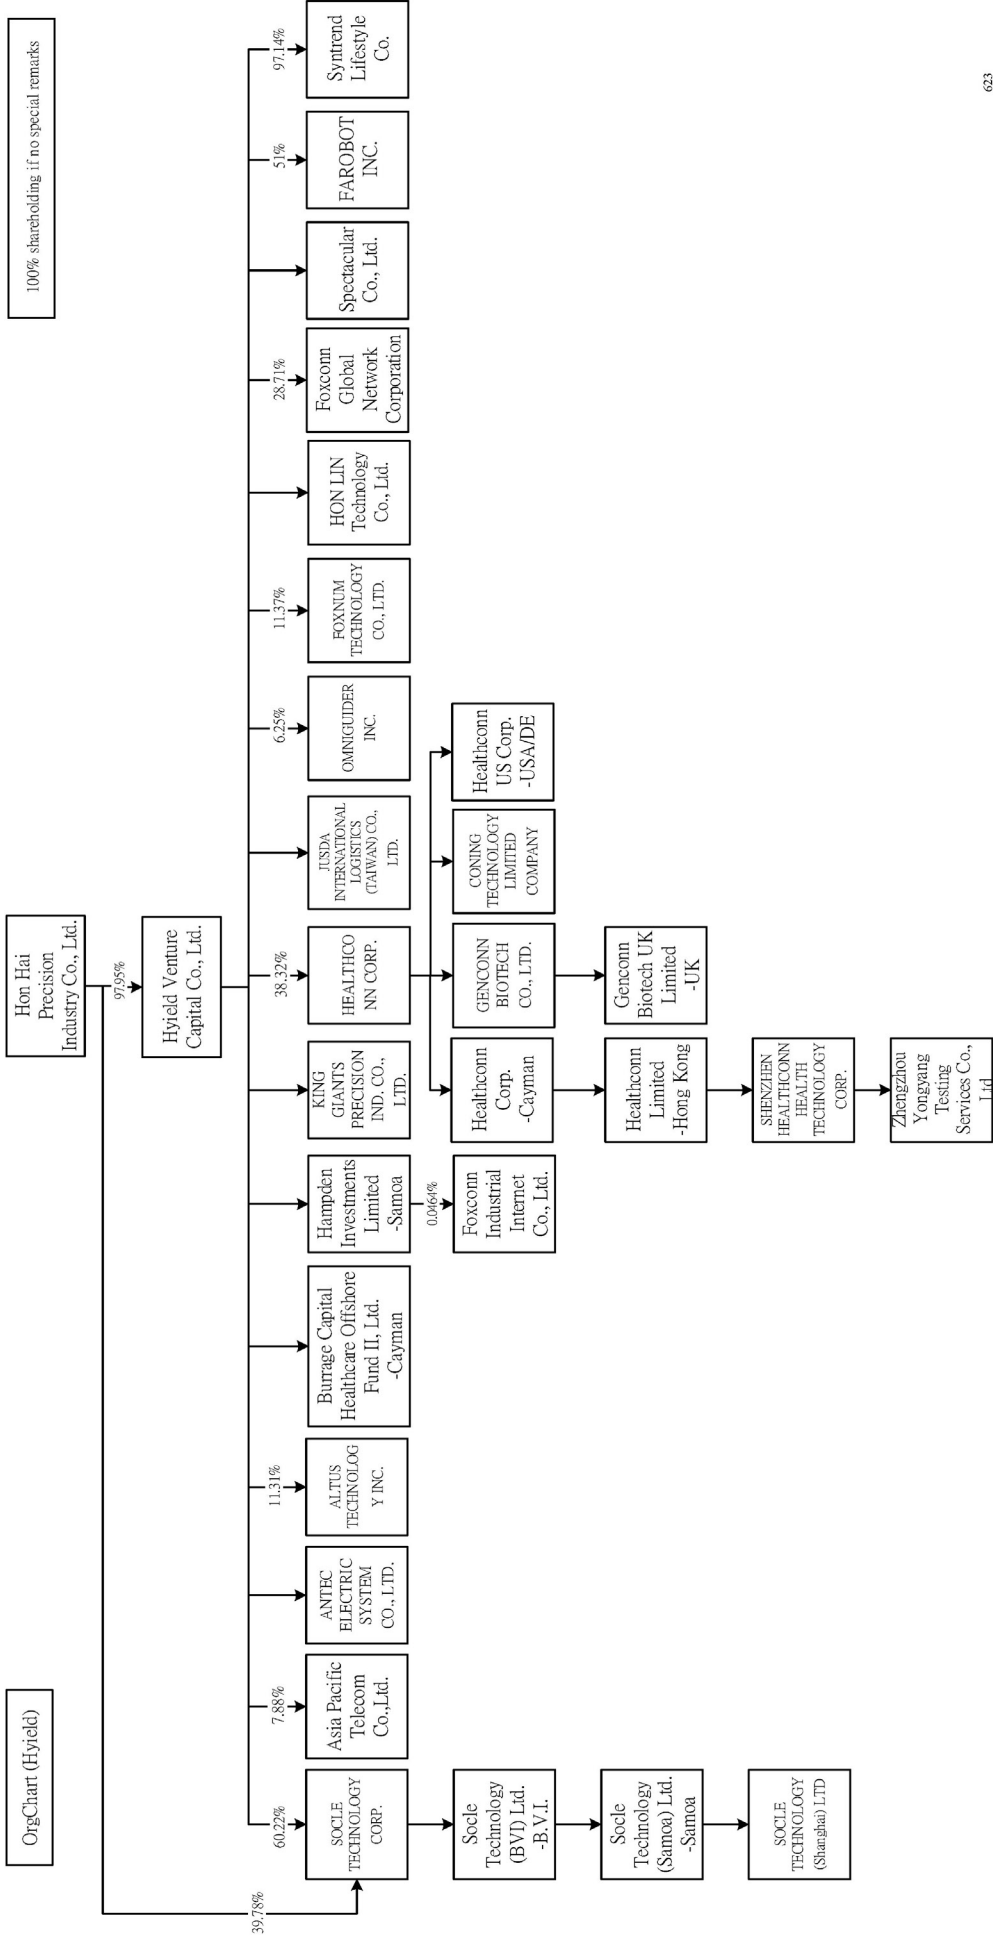 OrgChart (Hyield)
100% shareholding if no special remarks
Hon Hai
Precision
Industry Co., Ltd.
97.95%
Hyield Venture
Capital Co., Ltd.
39.78%
60.22%
7.88%
11.31%
38.32%
6.25%
11.37%
28.71%
51%
97.14%
SOCLE
TECHNOLOGY
CORP.
Asia Pacific
Telecom
Co.,Ltd.
ANTEC
ELECTRIC
SYSTEM
CO., LTD.
ALTUS
TECHNOLOG
Y INC.
Burrage Capital
Healthcare Offshore
Fund II, Ltd.
-Cayman
Hampden
Investments
Limited
-Samoa
KING
GIANTS
PRECISION
IND. CO.,
LTD.
HEALTHCO
NN CORP.
JUSDA
INTERNATIONAL
LOGISTICS
(TAIWAN) CO.,
LTD.
OMNIGUIDER
INC.
FOXNUM
TECHNOLOGY
CO., LTD.
HON LIN
Technology
Co., Ltd.
Foxconn
Global
Network
Corporation
Spectacular
Co., Ltd.
FAROBOT
INC.
Syntrend
Lifestyle
Co.
0.0464%
Socle
Technology
(BVI) Ltd.
-B.V.I.
Foxconn
Industrial
Internet
Co., Ltd.
Healthconn
Corp.
-Cayman
GENCONN
BIOTECH
CO., LTD.
CONING
TECHNOLOGY
LIMITED
COMPANY
Healthconn
US Corp.
-USA/DE
Socle
Technology
(Samoa) Ltd.
-Samoa
Healthconn
Limited
-Hong Kong
Genconn
Biotech UK
Limited
-UK
SOCLE
TECHNOLOGY
(Shanghai) LTD
SHENZHEN
HEALTHCONN
HEALTH
TECHNOLOGY
CORP.
Zhengzhou
Yongyang
Testing
Services Co.,
Ltd
623